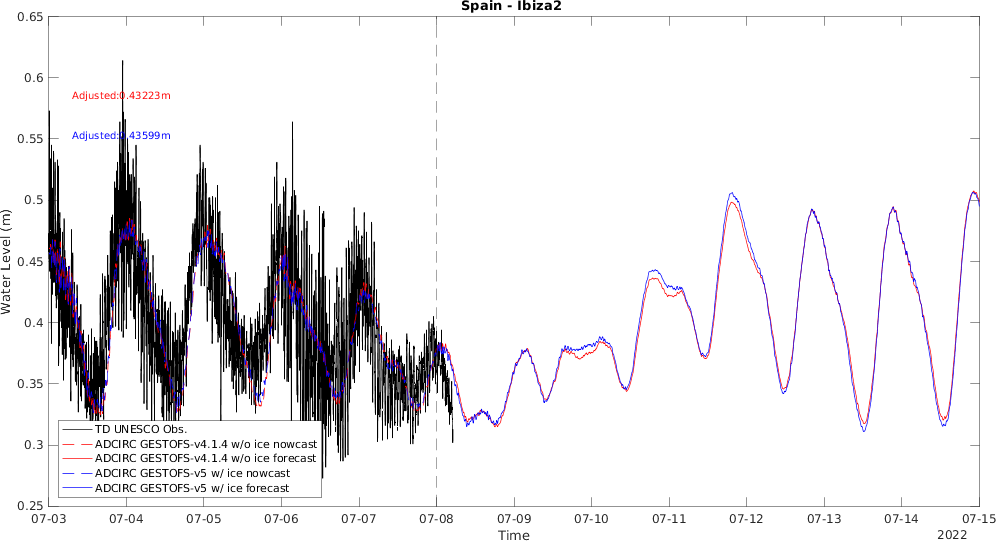 Spain - Ibiza2
Water Level (m)
0.65
0.6
0.55
0.5
0.45
0.4
0.35
0.3
0.25
Adjusted:0.43223m
Adjusted:0.43599m
TD UNESCO Obs.
ADCIRC GESTOFS-v4.1.4 w/o ice nowcast
ADCIRC GESTOFS-v4.1.4 w/o ice forecast
ADCIRC GESTOFS-v5 w/ ice nowcast
ADCIRC GESTOFS-v5 w/ ice forecast
07-03 07-04 07-05 07-06 07-07 07-08 07-09 07-10 07-11 07-12 07-13 07-14 07-15
Time
2022